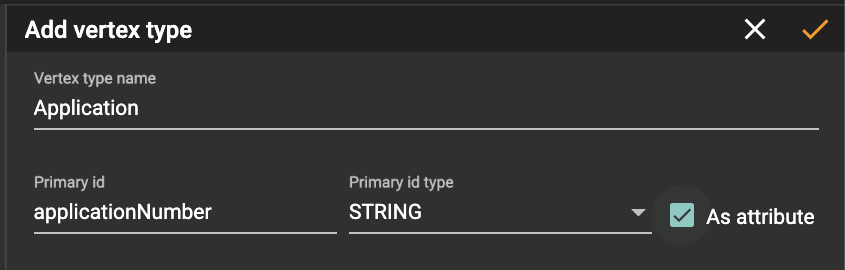 Add vertex type
Vertex type name
Application
Primary id
applicationNumber
Primary id type
STRING
As attribute